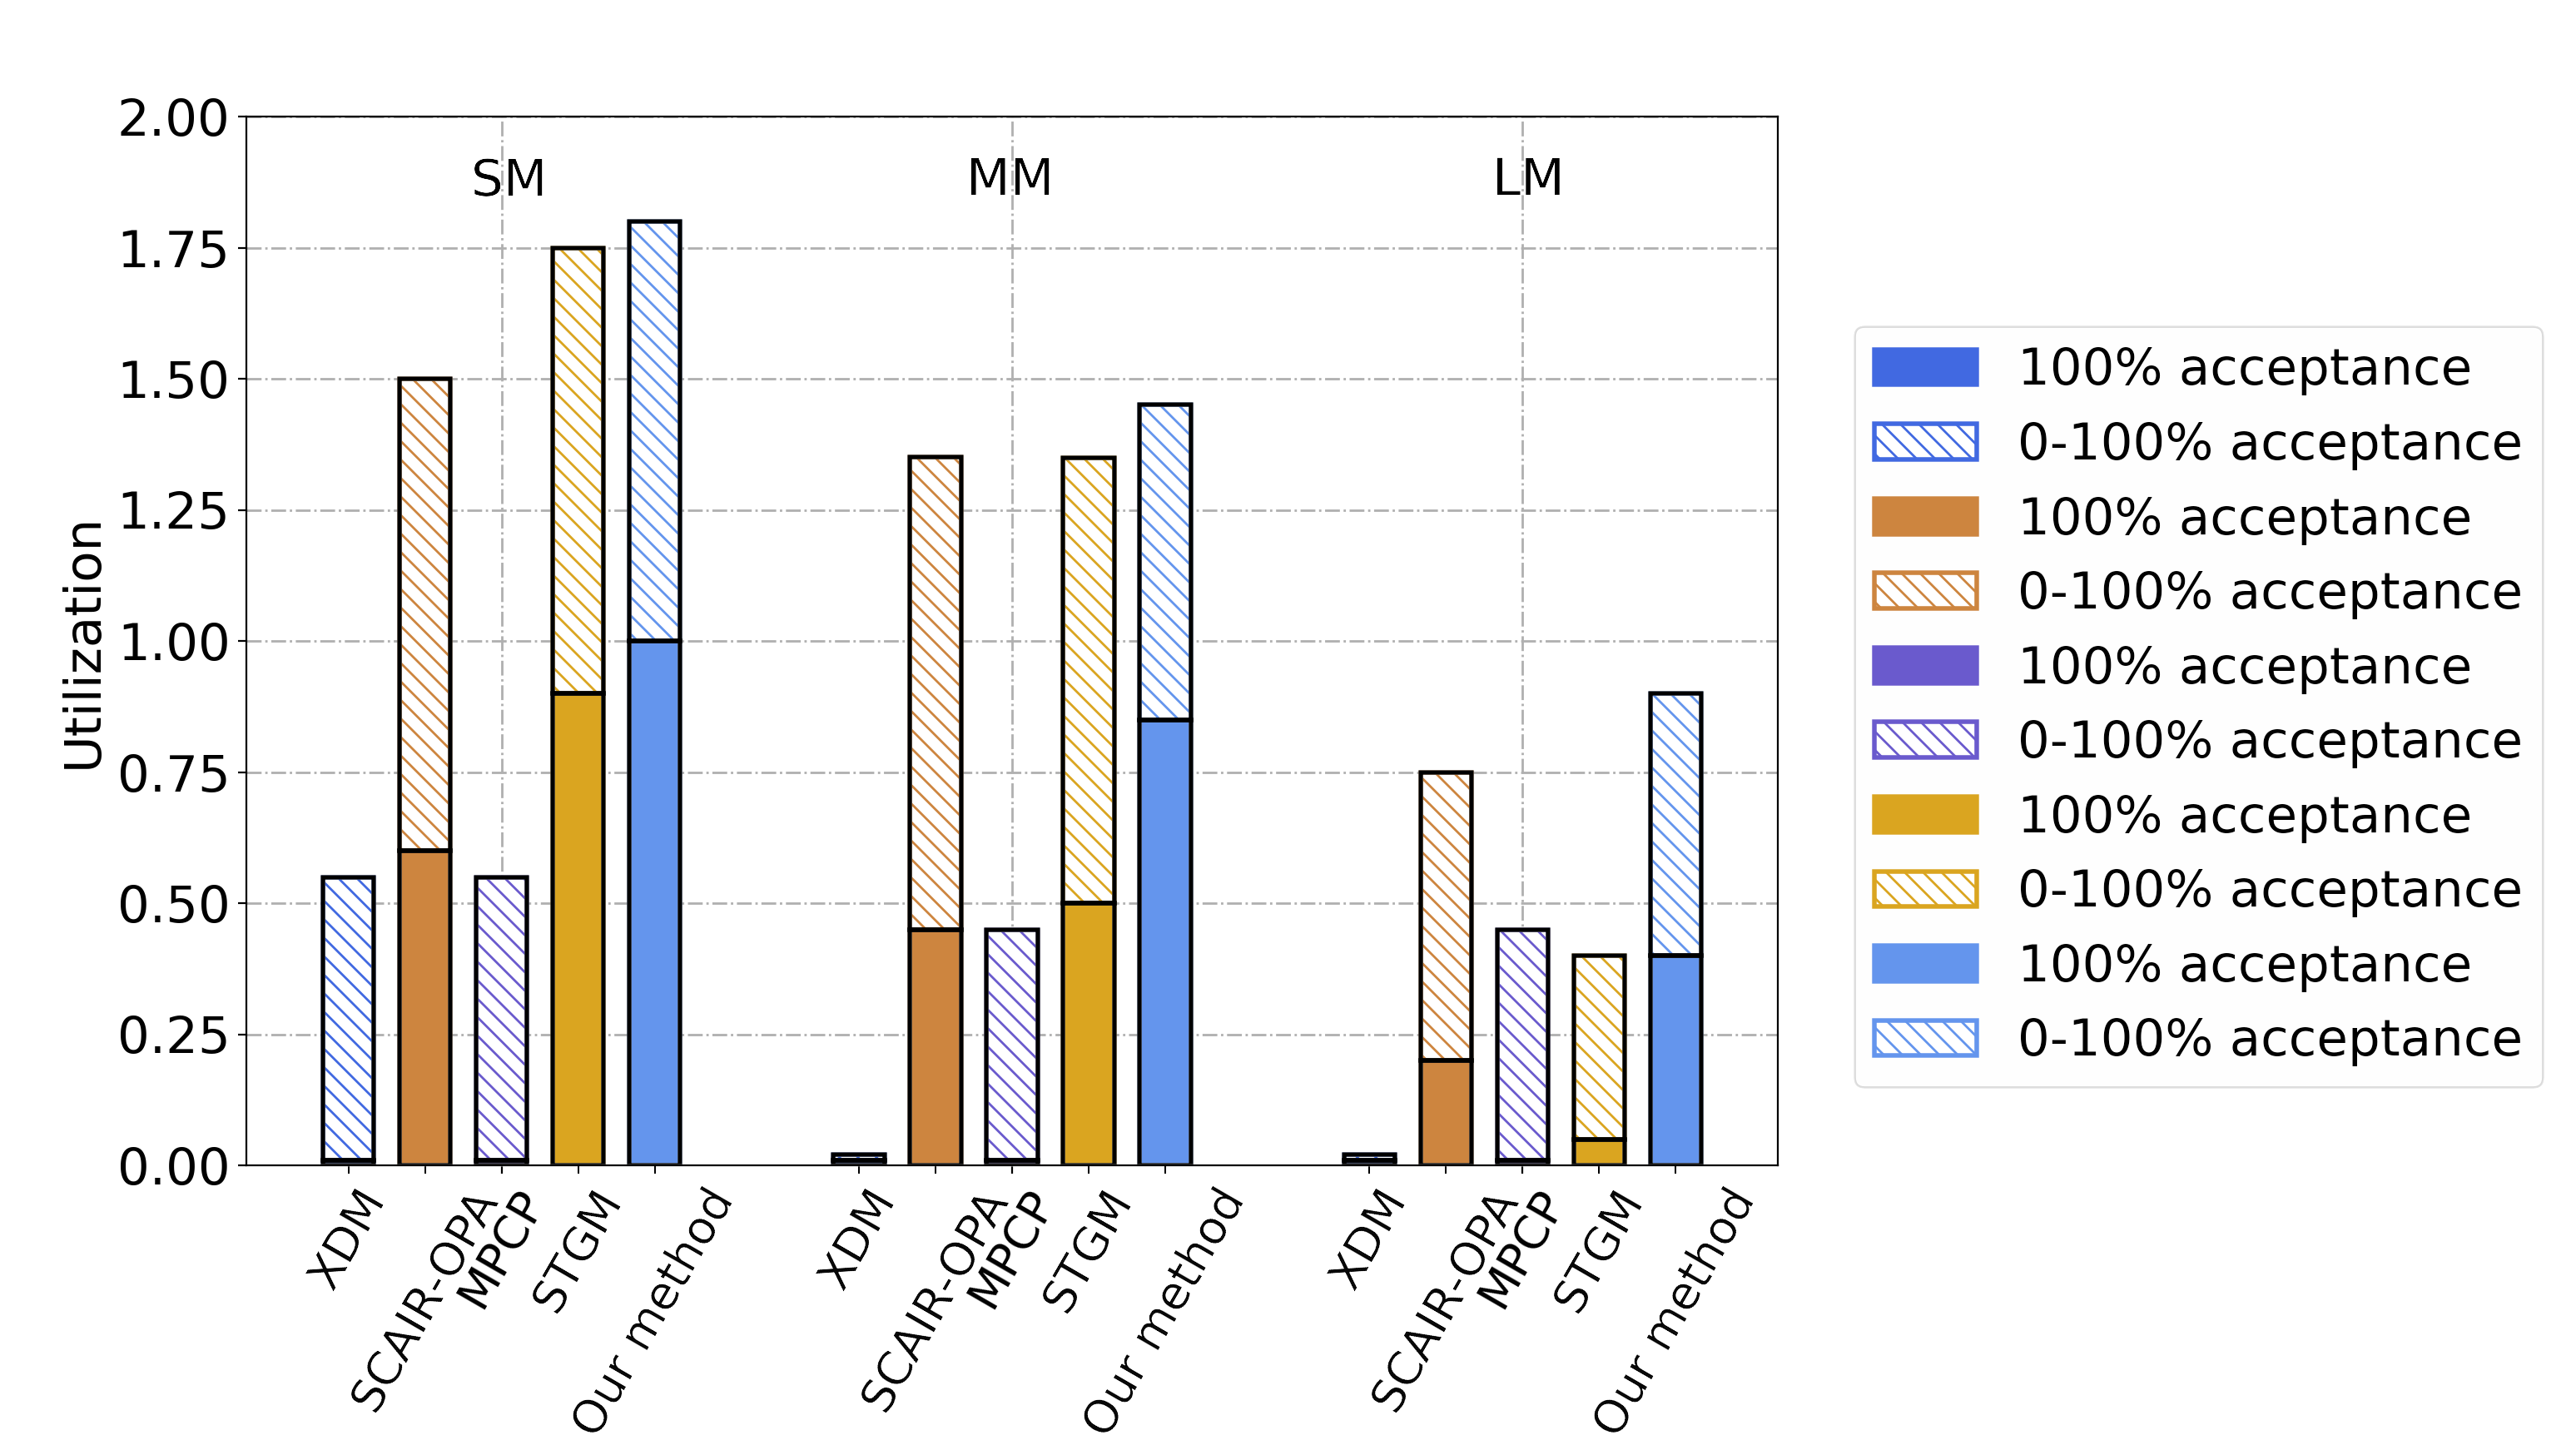 SM
MM
LM
Utilization
2.00
1.75
1.50
1.25
1.00
0.75
0.50
0.25
0.00
XDM
SCAIR-OPA
MPCP
STGM
Our method
XDM
SCAIR-OPA
MPCP
STGM
Our method
XDM
SCAIR-OPA
MPCP
STGM
Our method
100% acceptance
0-100% acceptance
100% acceptance
0-100% acceptance
100% acceptance
0-100% acceptance
100% acceptance
0-100% acceptance
100% acceptance
0-100% acceptance